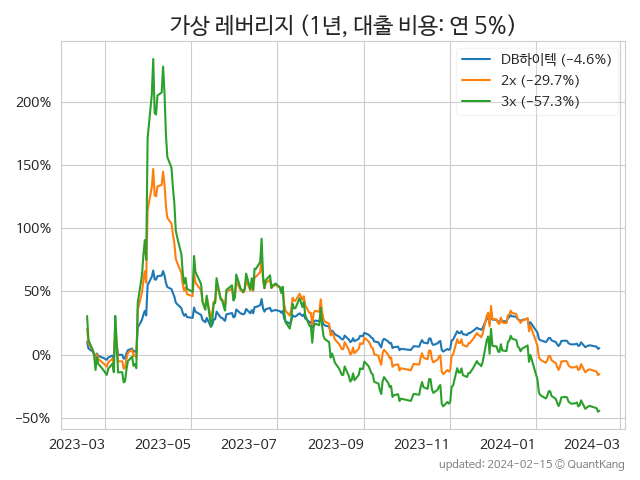 가상 레버리지 (1년, 대출 비용: 연 5%)
DB하이텍 (−4.6%)
2x (−29.7%)
3x (−57.3%)
200%
150%
100%
50%
0%
−50%
2023-03 2023-05 2023-07 2023-09 2023-11 2024-01 2024-03
updated: 2024-02-15 © QuantKang